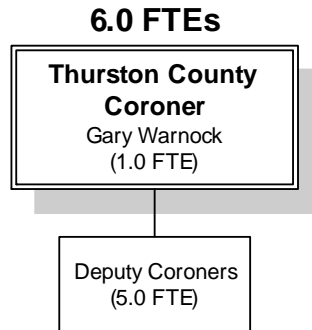 6.0 FTEs
Thurston County
Coroner
Gary Warnock
(1.0 FTE)
Deputy Coroners
(5.0 FTE)